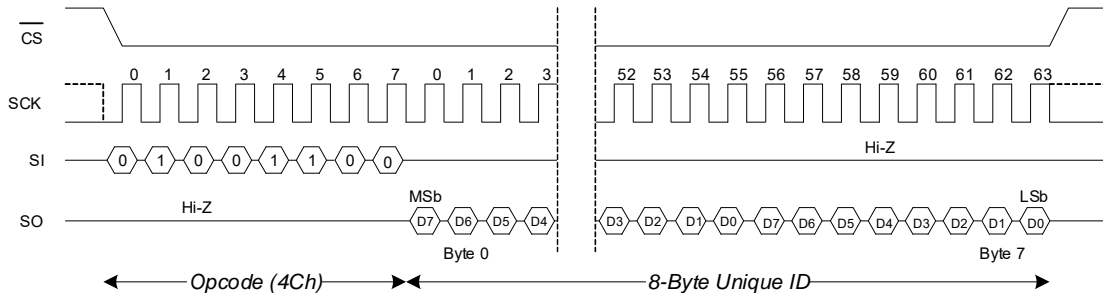 CS
0 1 2 3 4 5 6 7 0 1 2 3 52 53 54 55 56 57 58 59 60 61 62 63
SCK
Hi-Z
SI 0 1 0 0 1 1 0 0
MSb LSb
Hi-Z
SO D7 D6 D5 D4 D3 D2 D1 D0 D7 D6 D5 D4 D3 D2 D1 D0
Byte 0 Byte 7
Opcode (4Ch) 8-Byte Unique ID